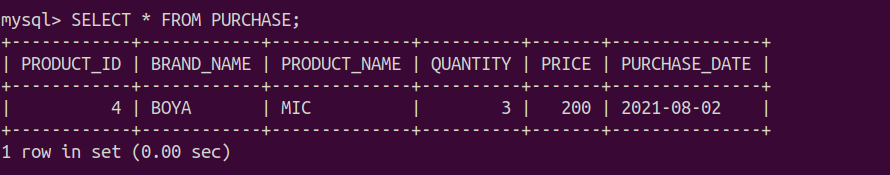 mysql> SELECT * FROM PURCHASE;
+------------+------------+--------------+----------+-------+---------------+
| PRODUCT_ID | BRAND_NAME | PRODUCT_NAME | QUANTITY | PRICE | PURCHASE_DATE |
+------------+------------+--------------+----------+-------+---------------+
|          4 | BOYA       | MIC          |        3 |   200 | 2021-08-02    |
+------------+------------+--------------+----------+-------+---------------+
1 row in set (0.00 sec)